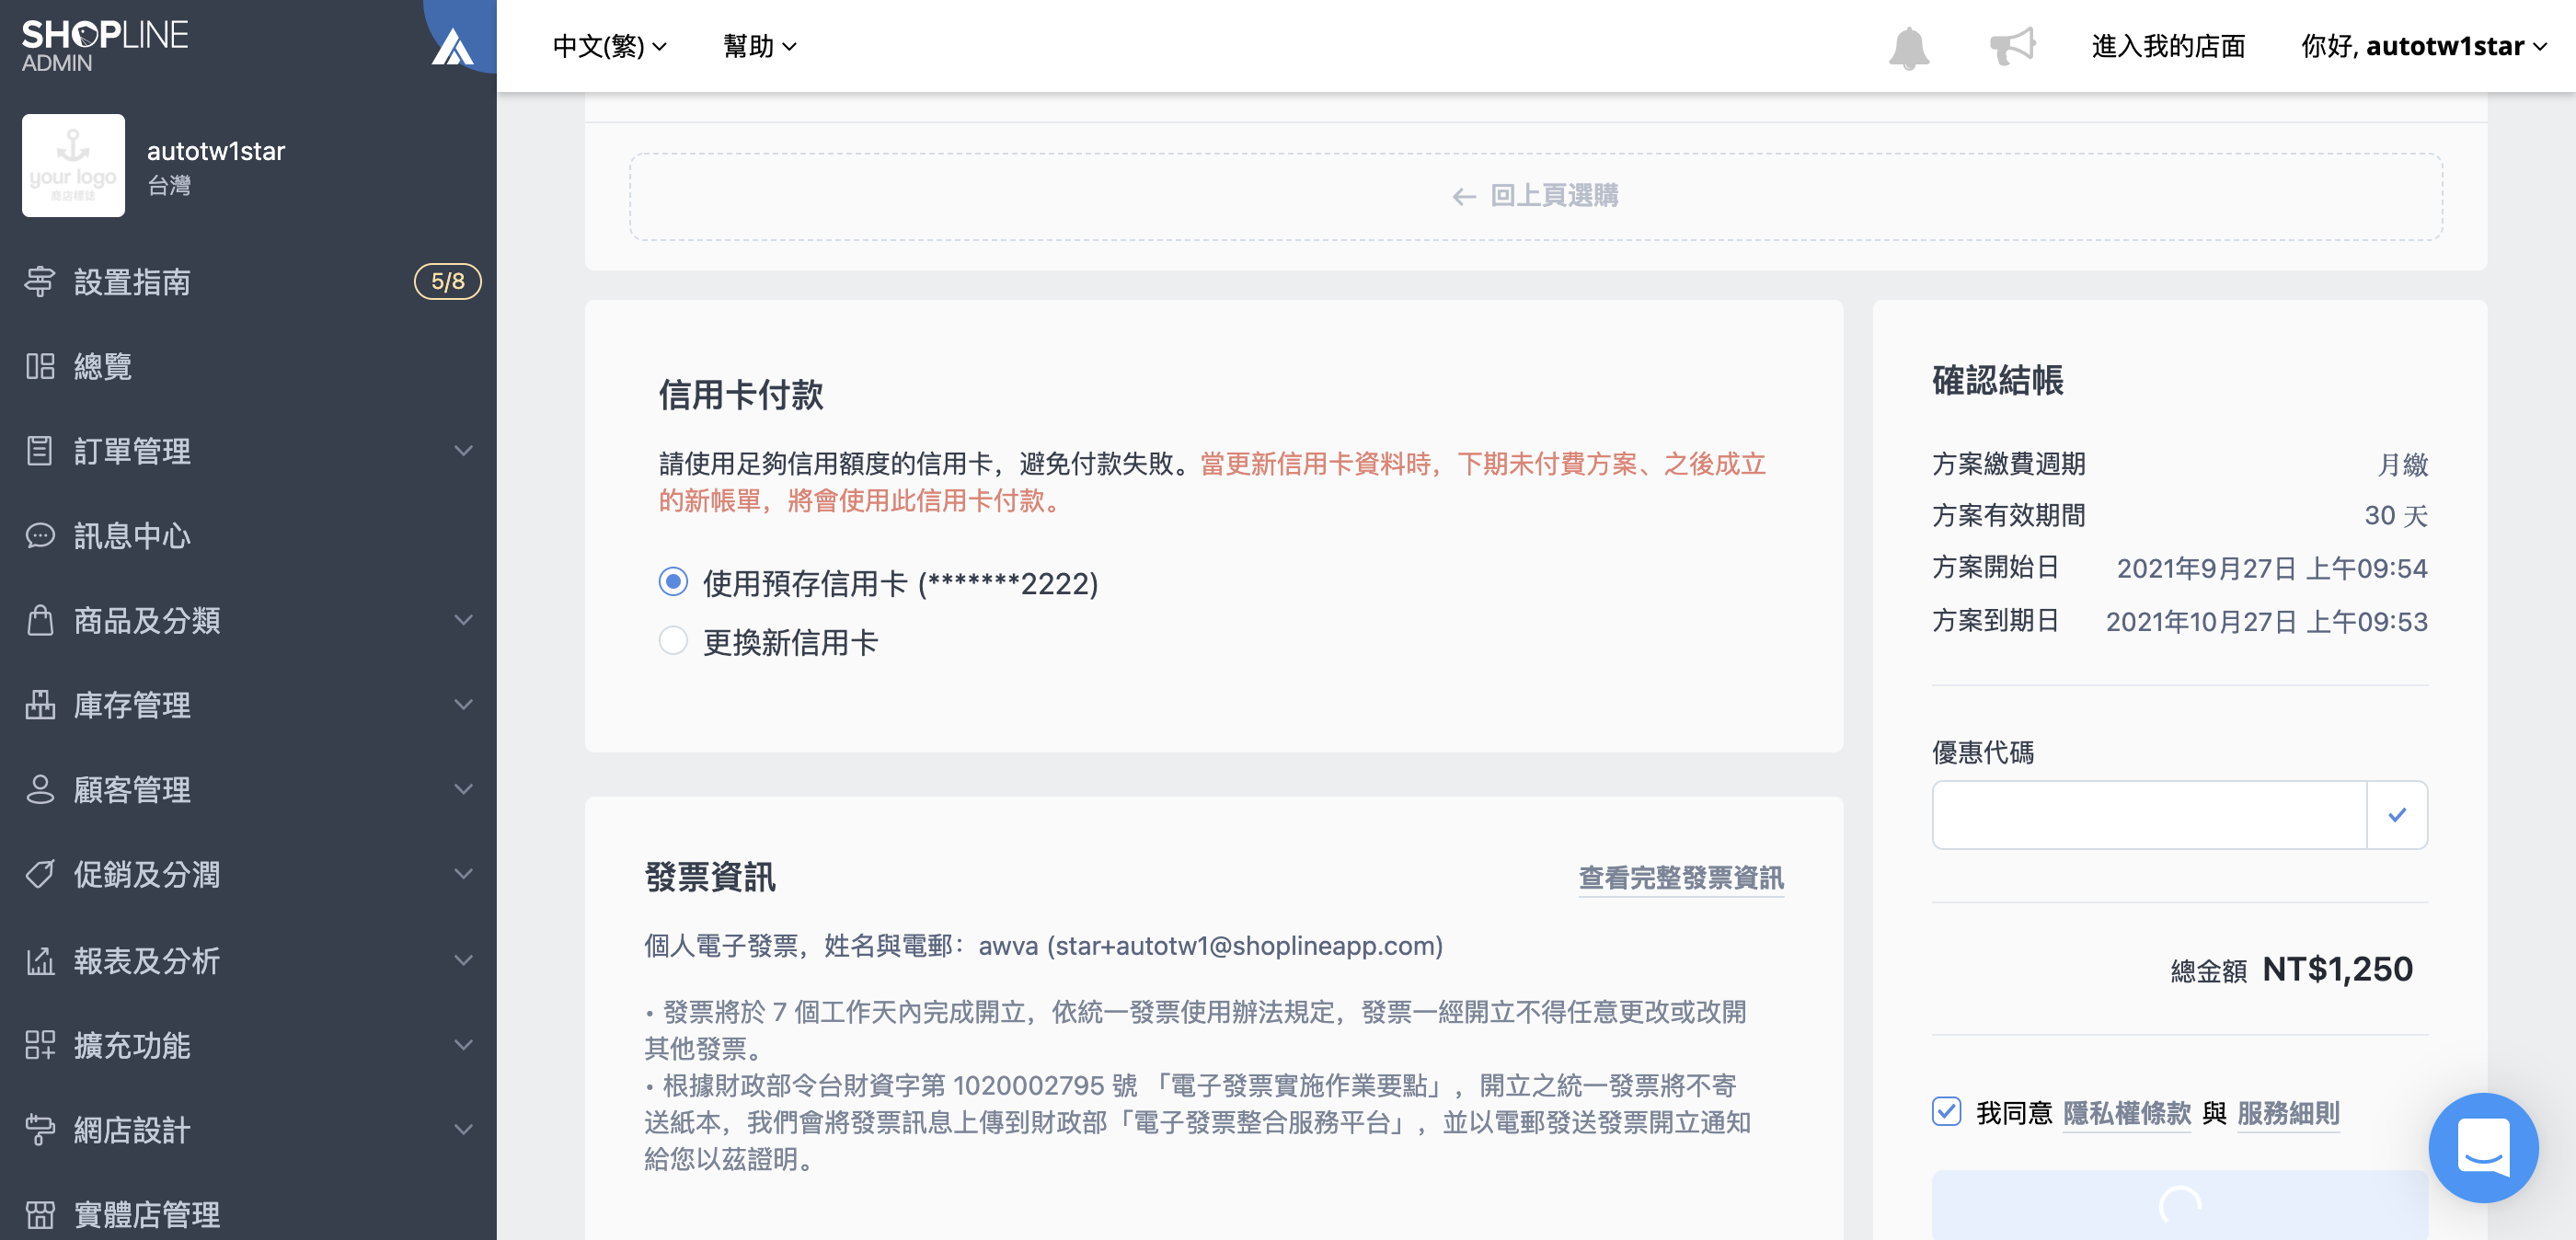 SHOPLINE
ADMIN
中文(繁)
幫助
進入我的店面
你好, autotw1star
your logo
商店標誌
autotw1star
台灣
設置指南
5/8
總覽
訂單管理
訊息中心
商品及分類
庫存管理
顧客管理
促銷及分潤
報表及分析
擴充功能
網店設計
實體店管理
← 回上頁選購
信用卡付款
請使用足夠信用額度的信用卡，避免付款失敗。當更新信用卡資料時，下期未付費方案、之後成立
的新帳單，將會使用此信用卡付款。
使用預存信用卡 (*******2222)
更換新信用卡
發票資訊
查看完整發票資訊
個人電子發票，姓名與電郵：awva (star+autotw1@shoplineapp.com)
• 發票將於 7 個工作天內完成開立，依統一發票使用辦法規定，發票一經開立不得任意更改或改開
其他發票。
• 根據財政部令台財資字第 1020002795 號 「電子發票實施作業要點」，開立之統一發票將不寄
送紙本，我們會將發票訊息上傳到財政部「電子發票整合服務平台」，並以電郵發送發票開立通知
給您以茲證明。
確認結帳
方案繳費週期 月繳
方案有效期間 30 天
方案開始日 2021年9月27日 上午09:54
方案到期日 2021年10月27日 上午09:53
優惠代碼
總金額 NT$1,250
我同意 隱私權條款 與 服務細則